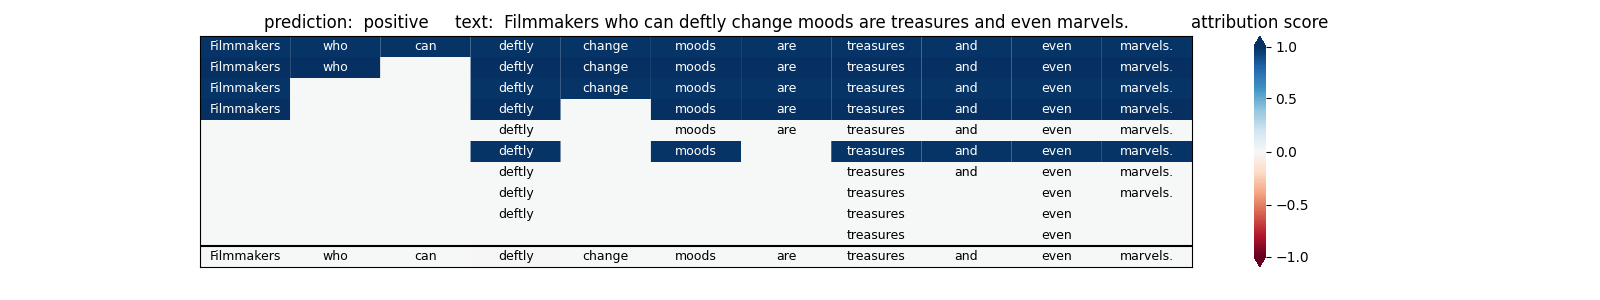 prediction:  positive     text:  Filmmakers who can deftly change moods are treasures and even marvels.     attribution score
Filmmakers who can deftly change moods are treasures and even marvels. 1.0
Filmmakers who deftly change moods are treasures and even marvels.
Filmmakers deftly change moods are treasures and even marvels. 0.5
Filmmakers deftly moods are treasures and even marvels.
deftly moods are treasures and even marvels.
deftly moods treasures and even marvels. 0.0
deftly treasures and even marvels.
deftly treasures even marvels. −0.5
deftly treasures even
treasures even
Filmmakers who can deftly change moods are treasures and even marvels. −1.0